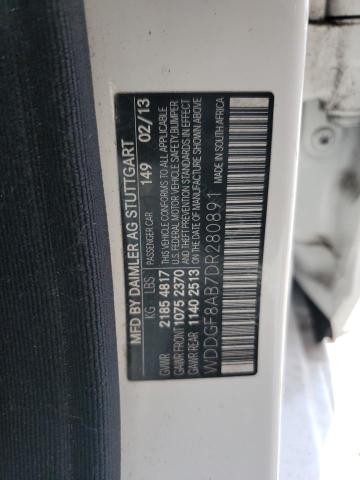 MFD BY DAIMLER AG STUTTGART
PASSENGER CAR 149 02/13
KG LBS
GVWR 2185 4817
GAWR FRONT 1075 2370
GAWR REAR 1140 2513
THIS VEHICLE CONFORMS TO ALL APPLICABLE
U.S. FEDERAL MOTOR VEHICLE SAFETY, BUMPER
AND THEFT PREVENTION STANDARDS IN EFFECT
ON THE DATE OF MANUFACTURE SHOWN ABOVE
WDDGF8AB7DR280891
MADE IN SOUTH AFRICA